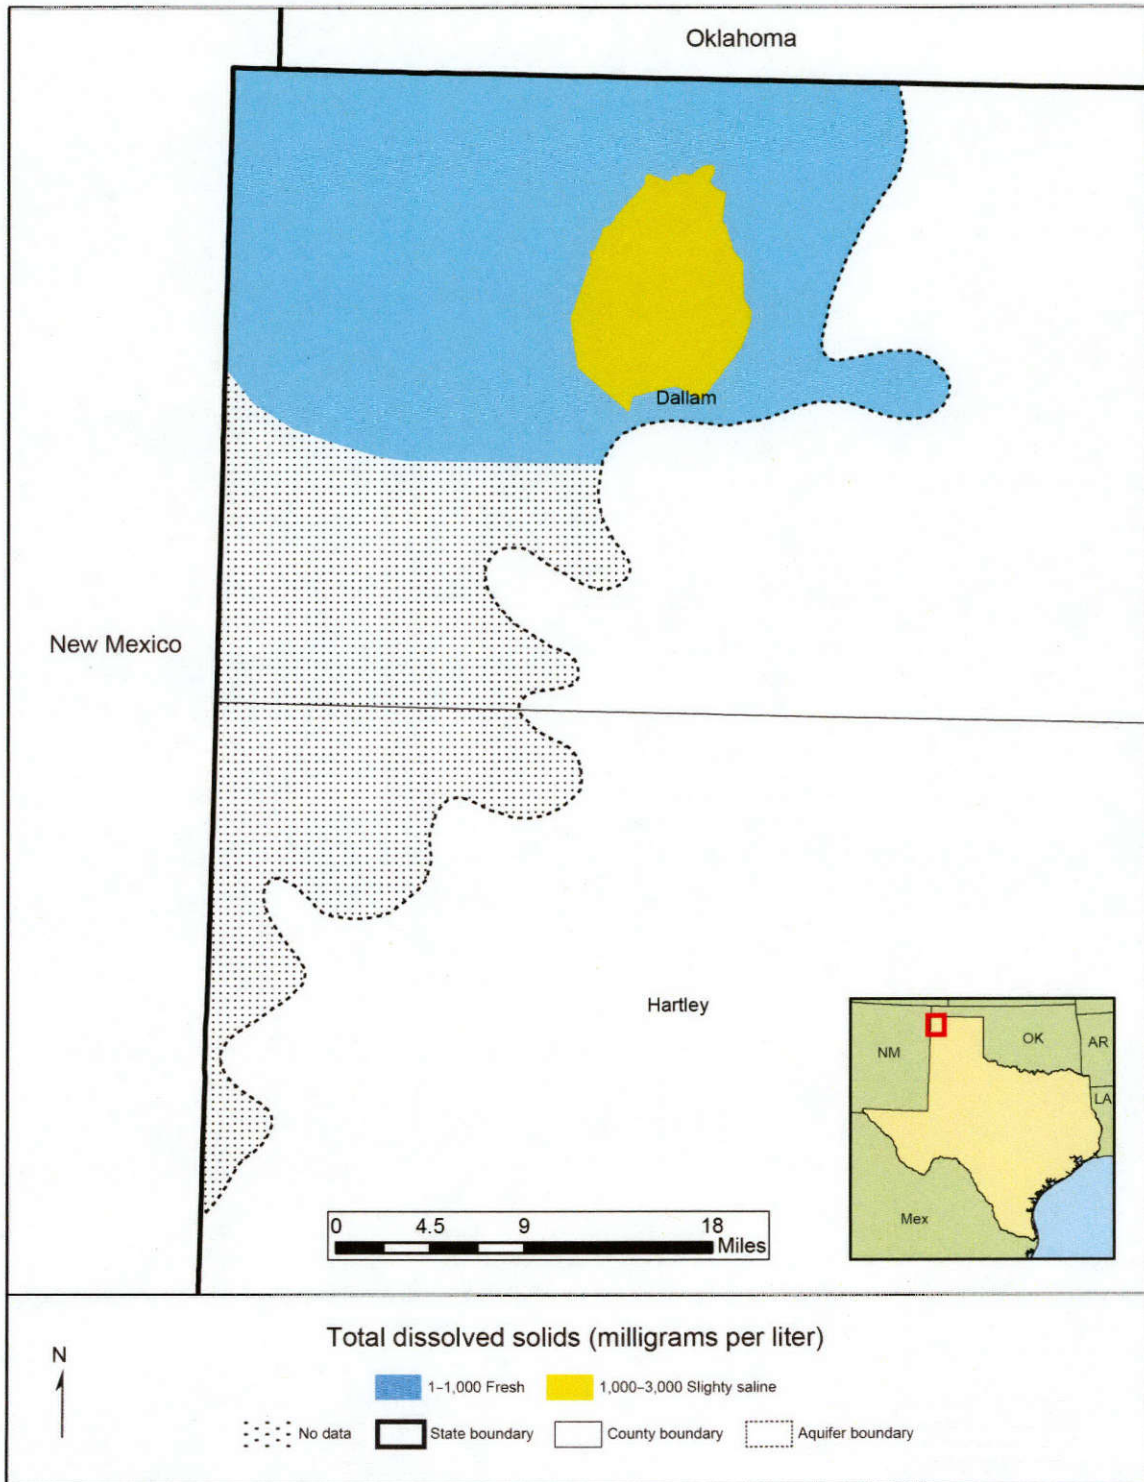 Oklahoma
Dallam
New Mexico
Hartley
NM
OK
AR
LA
Mex
0 4.5 9 18
Miles
Total dissolved solids (milligrams per liter)
N
1–1,000 Fresh 1,000–3,000 Slighty saline
No data State boundary County boundary Aquifer boundary